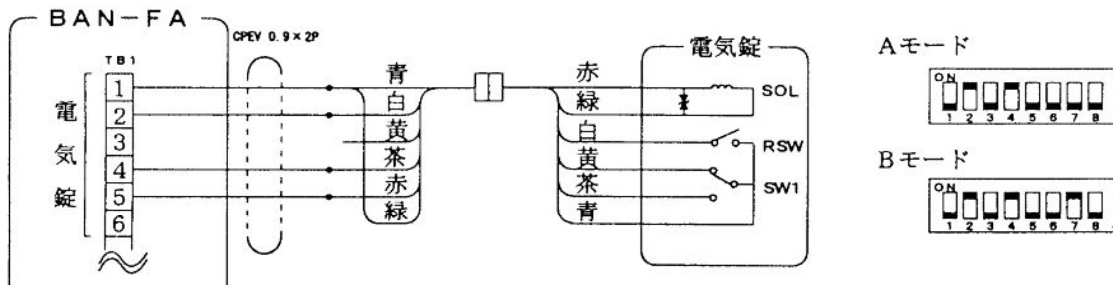 BAN-FA
CPEV 0.9×2P
TB1
電気錠
1
2
3
4
5
6
青
白
黄
茶
赤
緑
電気錠
赤
緑
白
黄
茶
青
SOL
RSW
SW1
Aモード
ON
1 2 3 4 5 6 7 8
Bモード
ON
1 2 3 4 5 6 7 8